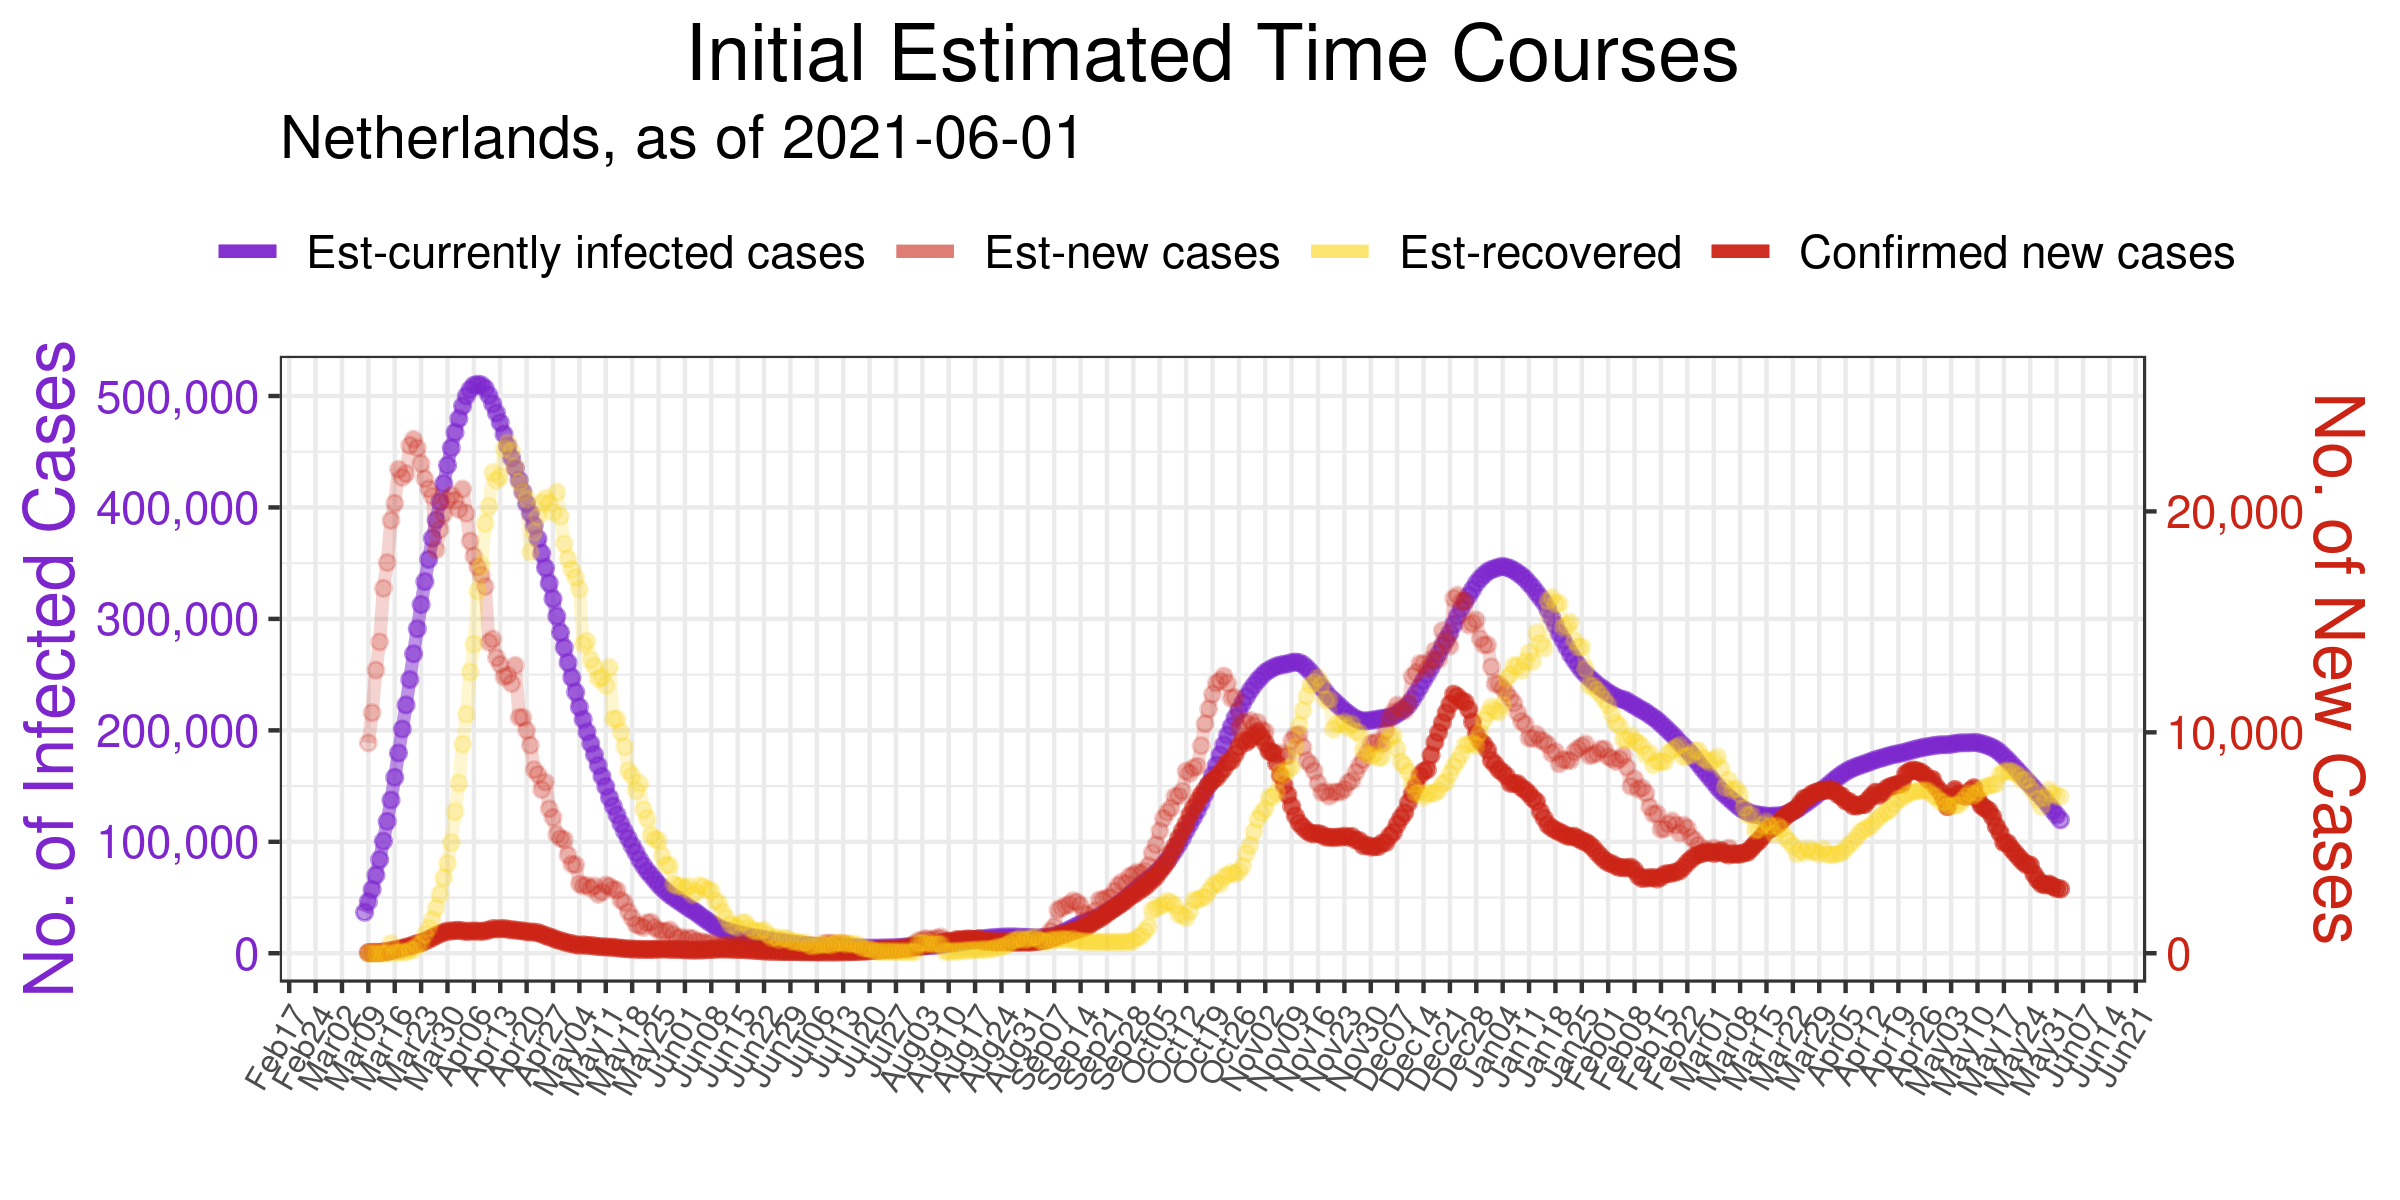 Initial Estimated Time Courses
Netherlands, as of 2021-06-01
Est-currently infected cases Est-new cases Est-recovered Confirmed new cases
No. of Infected Cases
500,000
400,000
300,000
200,000
100,000
0
No. of New Cases
20,000
10,000
0
Feb17 Feb24 Mar02 Mar09 Mar16 Mar23 Mar30 Apr06 Apr13 Apr20 Apr27 May04 May11 May18 May25 Jun01 Jun08 Jun15 Jun22 Jun29 Jul06 Jul13 Jul20 Jul27 Aug03 Aug10 Aug17 Aug24 Aug31 Sep07 Sep14 Sep21 Sep28 Oct05 Oct12 Oct19 Oct26 Nov02 Nov09 Nov16 Nov23 Nov30 Dec07 Dec14 Dec21 Dec28 Jan04 Jan11 Jan18 Jan25 Feb01 Feb08 Feb15 Feb22 Mar01 Mar08 Mar15 Mar22 Mar29 Apr05 Apr12 Apr19 Apr26 May03 May10 May17 May24 May31 Jun07 Jun14 Jun21